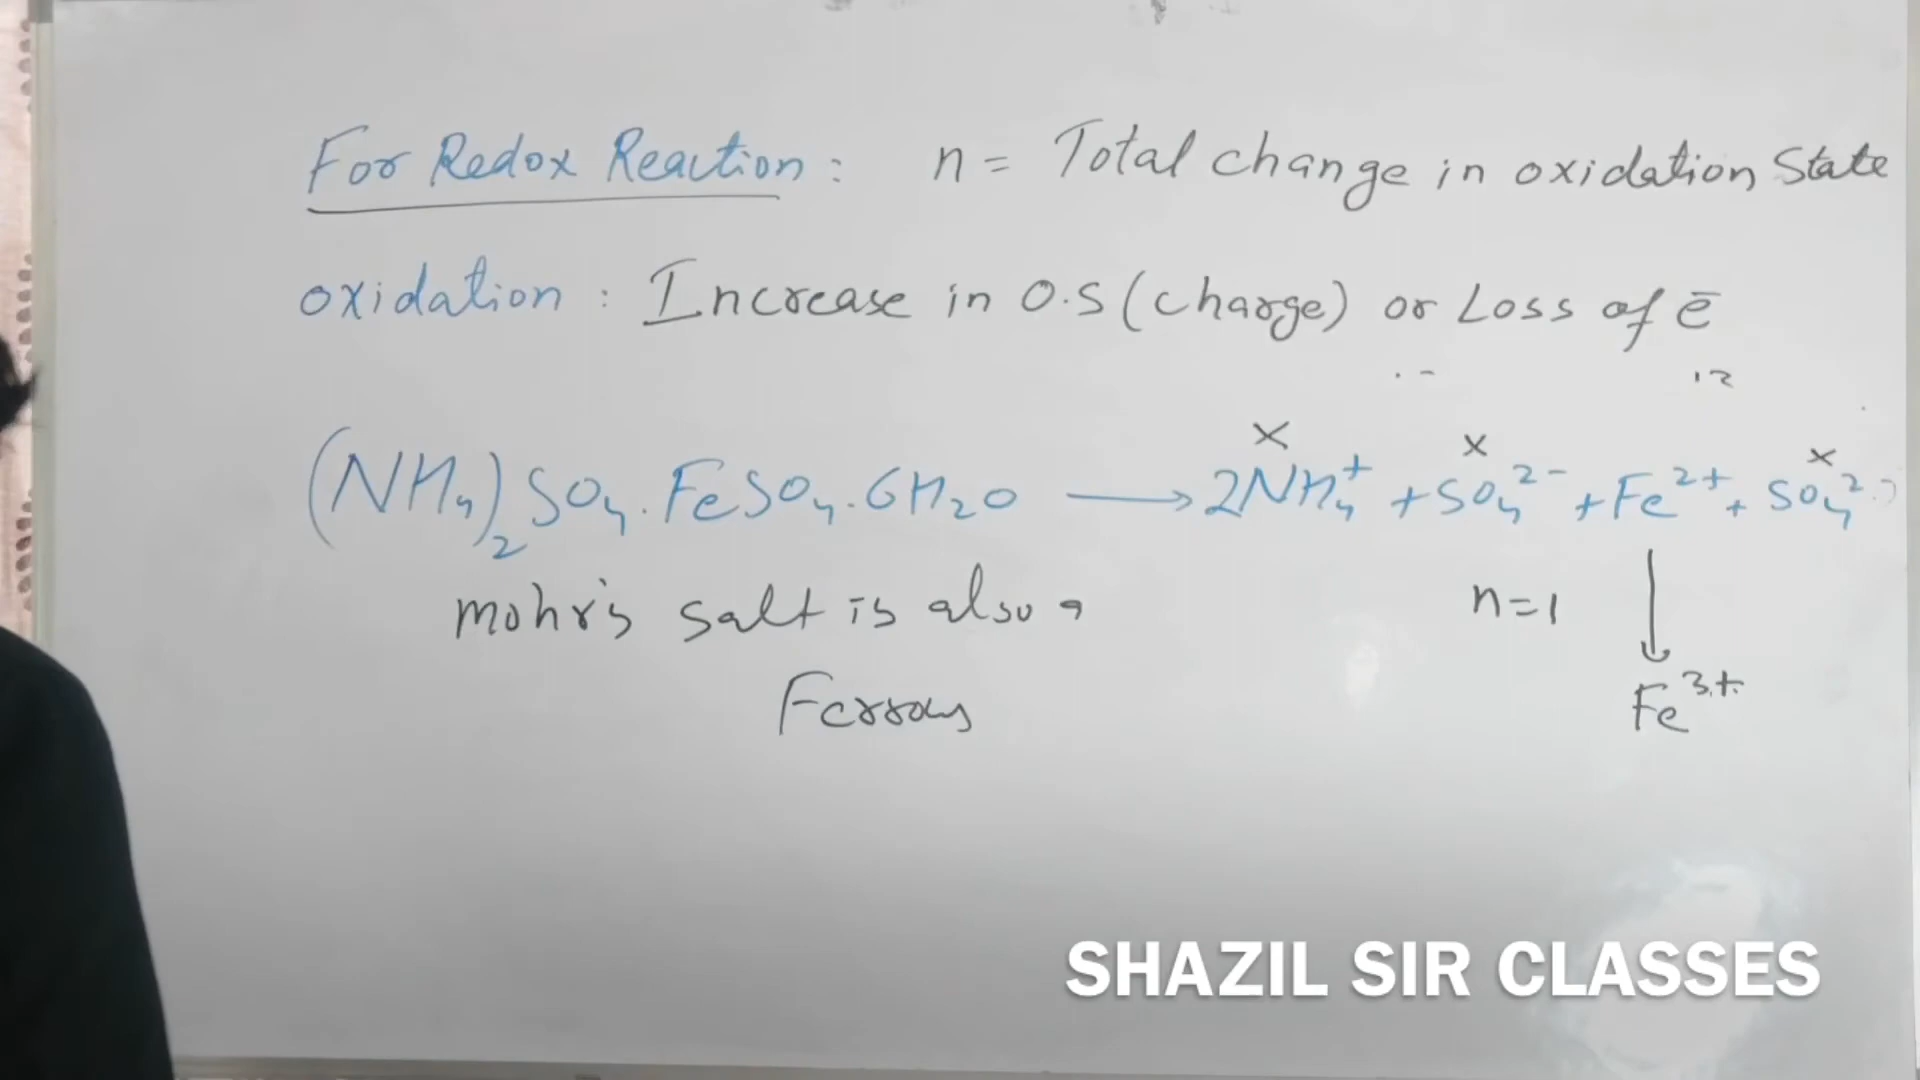 For Redox Reaction : n = Total change in oxidation State
oxidation : Increase in O.S (charge) or Loss of e̅
x x x
(NH₄)₂SO₄.FeSO₄.6H₂O → 2NH₄⁺ + SO₄²⁻ + Fe²⁺ + SO₄²⁻
mohr's salt is also a
n=1 ↓
Ferrous
Fe³⁺
SHAZIL SIR CLASSES